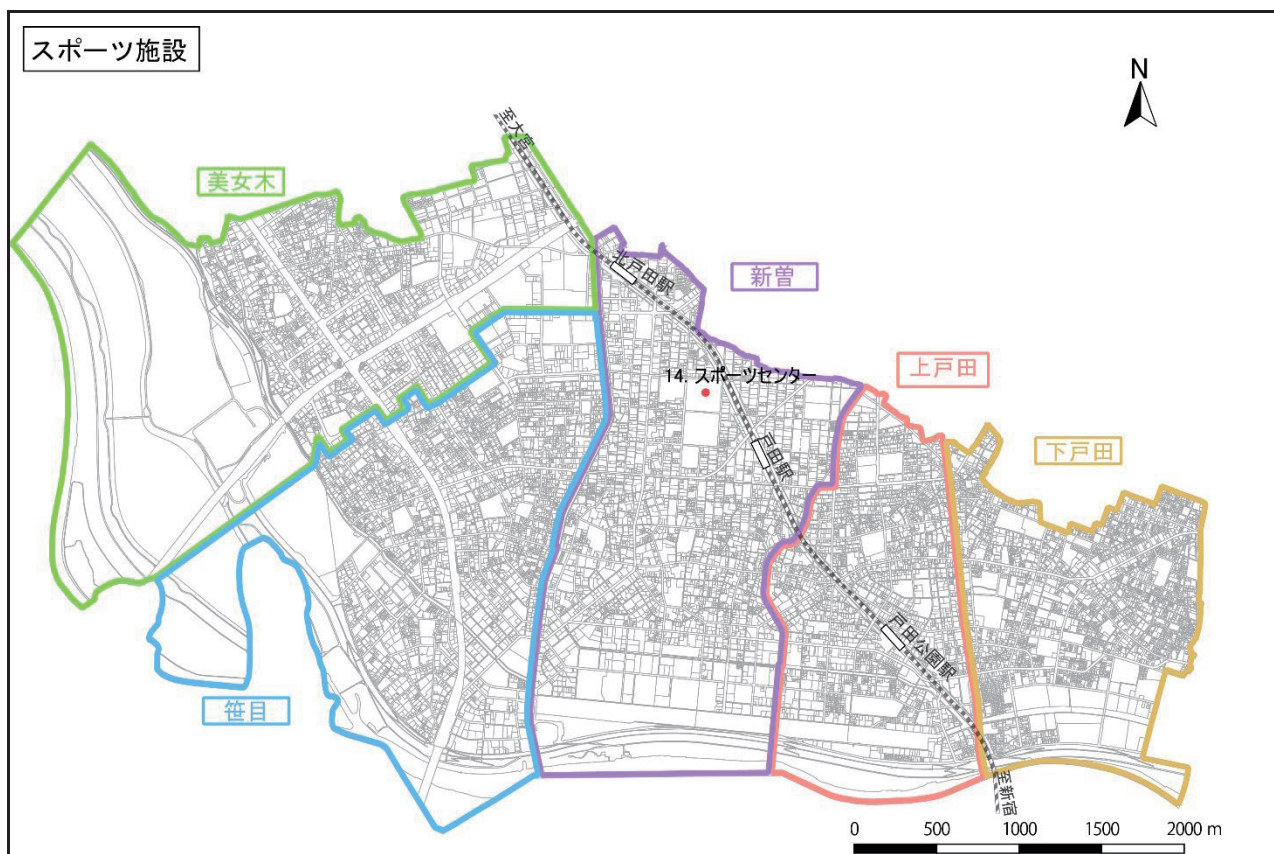 スポーツ施設
N
至大宮
美女木
北戸田駅
新曽
14. スポーツセンター
上戸田
戸田駅
下戸田
戸田公園駅
笹目
至新宿
0 500 1000 1500 2000 m